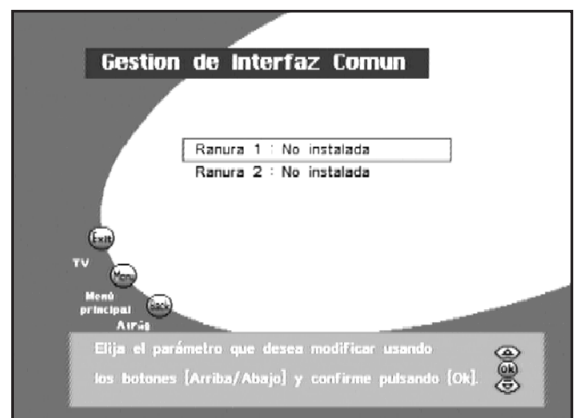 Gestion de Interfaz Comun
Ranura 1 : No instalada
Ranura 2 : No instalada
Exit
TV
Menu
Menú
principal
Back
Atrás
Elija el parámetro que desea modificar usando
los botones [Arriba/Abajo] y confirme pulsando [Ok].
Ok